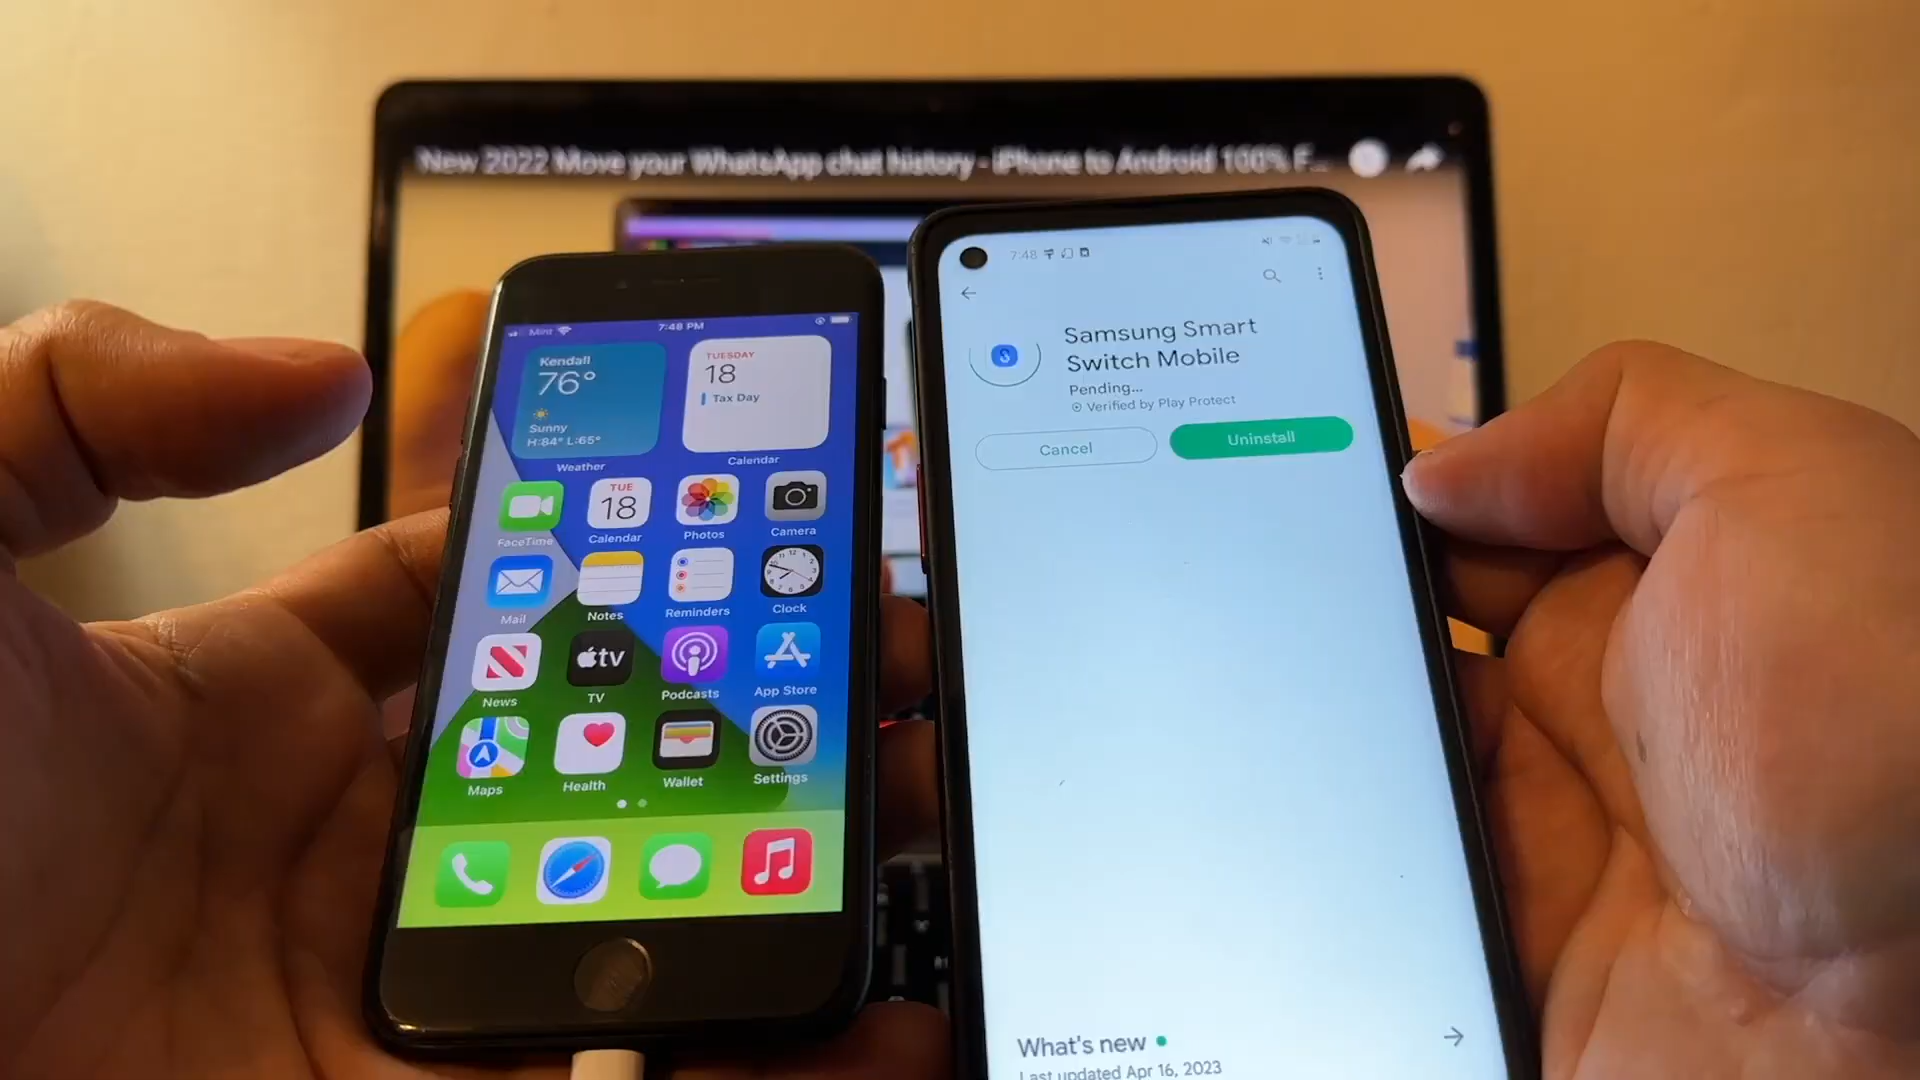 New 2022 Move your WhatsApp chat history - iPhone to Android 100% F...
Mint
7:48 PM
Kendall
76°
Sunny
H:84° L:65°
Weather
TUESDAY
18
Tax Day
Calendar
FaceTime
TUE
18
Calendar
Photos
Camera
Mail
Notes
Reminders
Clock
News
tv
TV
Podcasts
App Store
Maps
Health
Wallet
Settings
7:48
Samsung Smart
Switch Mobile
Pending...
Verified by Play Protect
Cancel
Uninstall
What's new
Last updated Apr 16, 2023